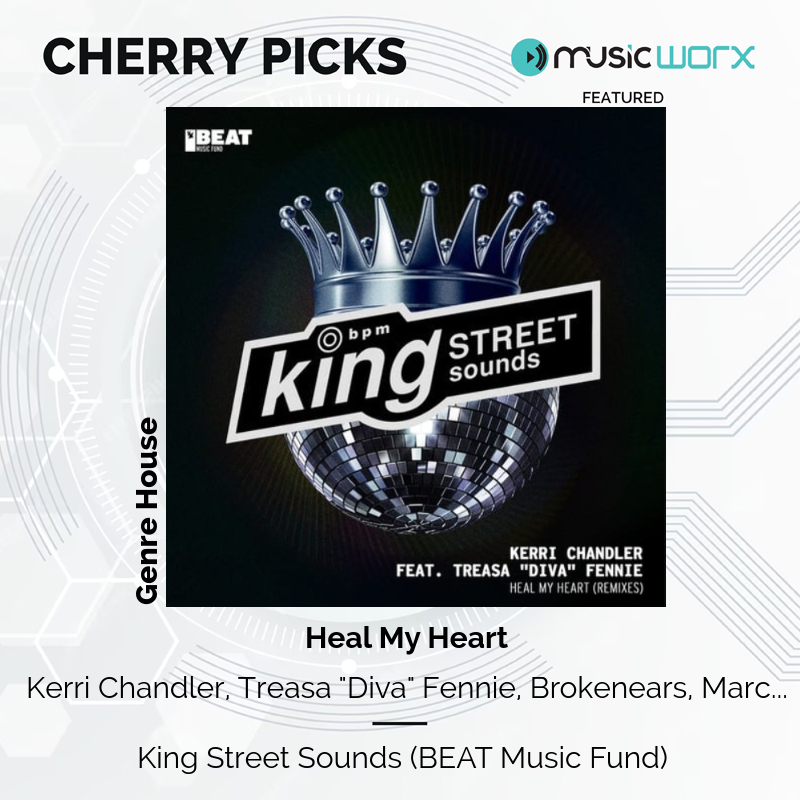 CHERRY PICKS
musicworx
FEATURED
BEAT
MUSIC FUND
bpm
king STREET
sounds
KERRI CHANDLER
FEAT. TREASA "DIVA" FENNIE
HEAL MY HEART (REMIXES)
Genre House
Heal My Heart
Kerri Chandler, Treasa "Diva" Fennie, Brokenears, Marc...
King Street Sounds (BEAT Music Fund)